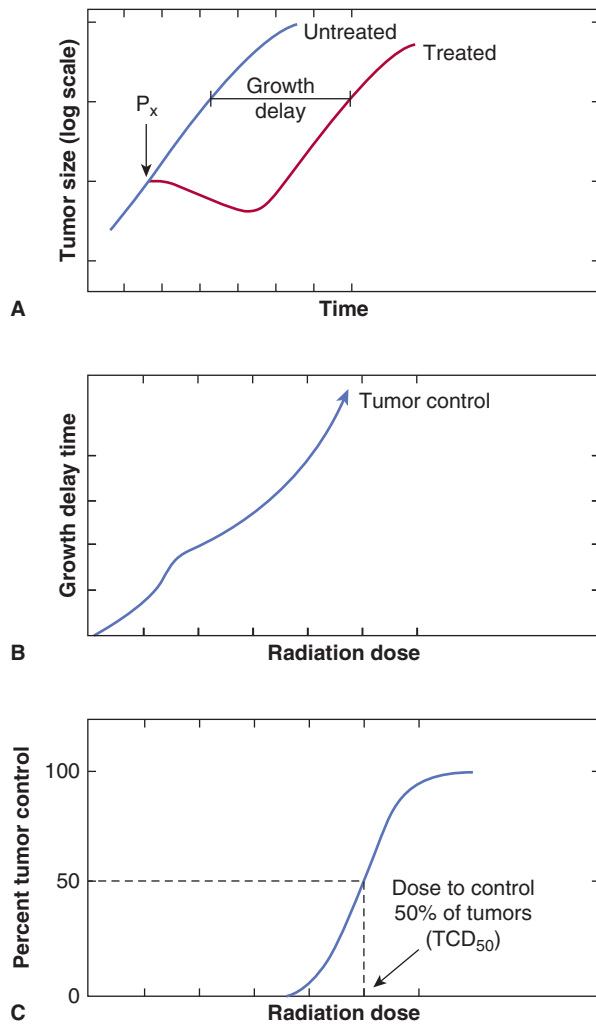 Tumor size (log scale)
Untreated
Treated
Growth
delay
Px
A
Time
Growth delay time
Tumor control
B
Radiation dose
Percent tumor control
100
50
0
Dose to control
50% of tumors
(TCD50)
C
Radiation dose